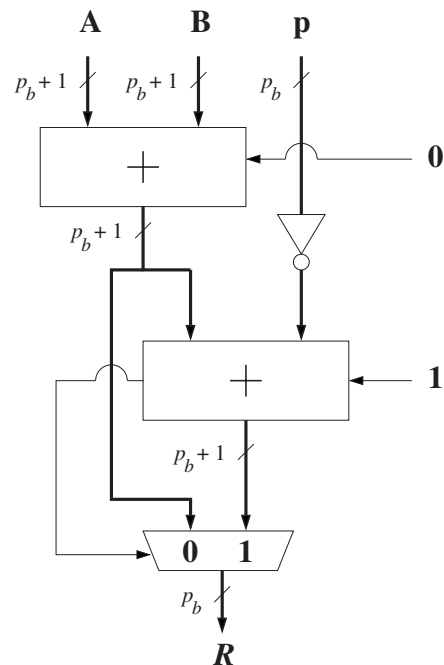 A B p
p_b + 1 p_b + 1 p_b
+ 0
p_b + 1
+ 1
p_b + 1
0 1
p_b
R